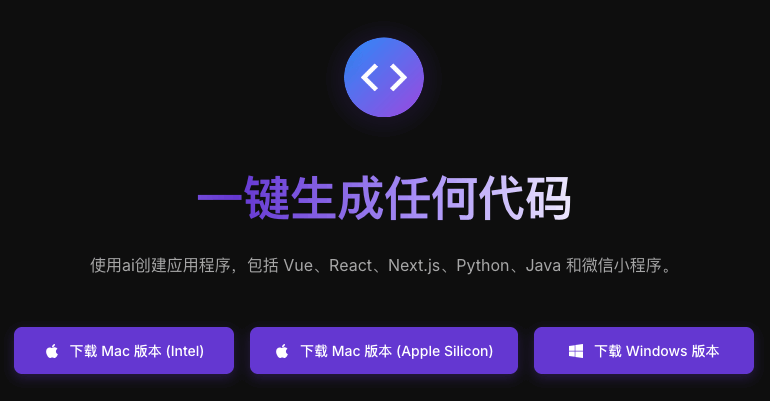 一键生成任何代码
使用ai创建应用程序，包括 Vue、React、Next.js、Python、Java 和微信小程序。
下载 Mac 版本 (Intel)
下载 Mac 版本 (Apple Silicon)
下载 Windows 版本